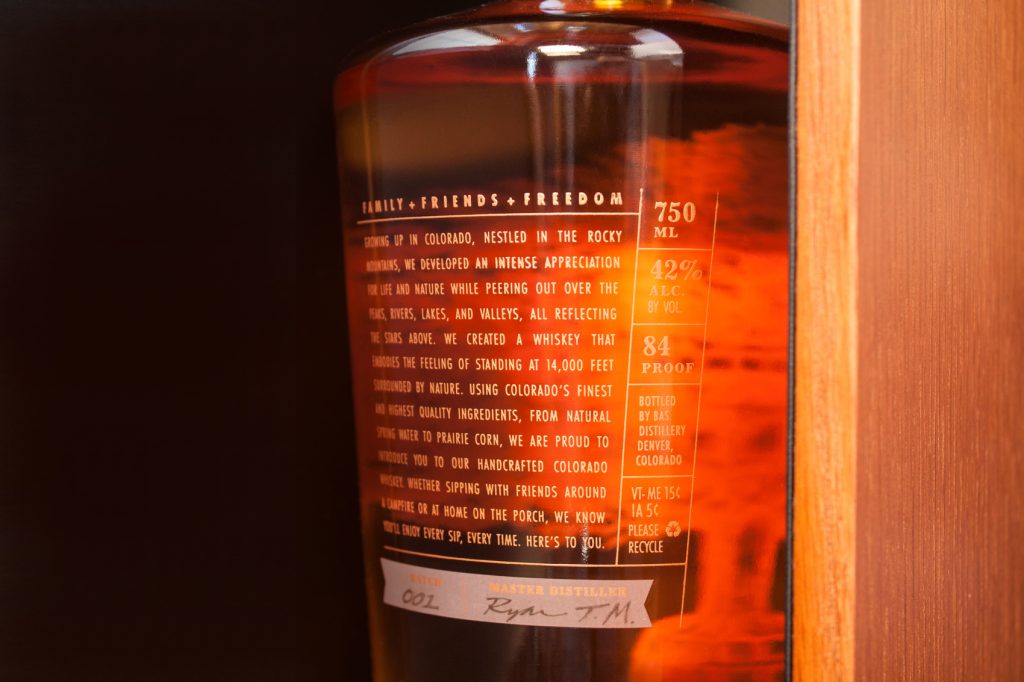 FAMILY + FRIENDS + FREEDOM
GROWING UP IN COLORADO, NESTLED IN THE ROCKY
MOUNTAINS, WE DEVELOPED AN INTENSE APPRECIATION
FOR LIFE AND NATURE WHILE PEERING OUT OVER THE
PEAKS, RIVERS, LAKES, AND VALLEYS, ALL REFLECTING
THE STARS ABOVE. WE CREATED A WHISKEY THAT
EMBODIES THE FEELING OF STANDING AT 14,000 FEET
SURROUNDED BY NATURE. USING COLORADO'S FINEST
AND HIGHEST QUALITY INGREDIENTS, FROM NATURAL
SPRING WATER TO PRAIRIE CORN, WE ARE PROUD TO
INTRODUCE YOU TO OUR HANDCRAFTED COLORADO
WHISKEY. WHETHER SIPPING WITH FRIENDS AROUND
A CAMPFIRE OR AT HOME ON THE PORCH, WE KNOW
YOU'LL ENJOY EVERY SIP, EVERY TIME. HERE'S TO YOU.
750
ML
42%
ALC.
BY VOL.
84
PROOF
BOTTLED
BY BAS
DISTILLERY
DENVER,
COLORADO
VT- ME 15¢
IA 5¢
PLEASE
RECYCLE
BATCH
001
MASTER DISTILLER
Ryan T.M.